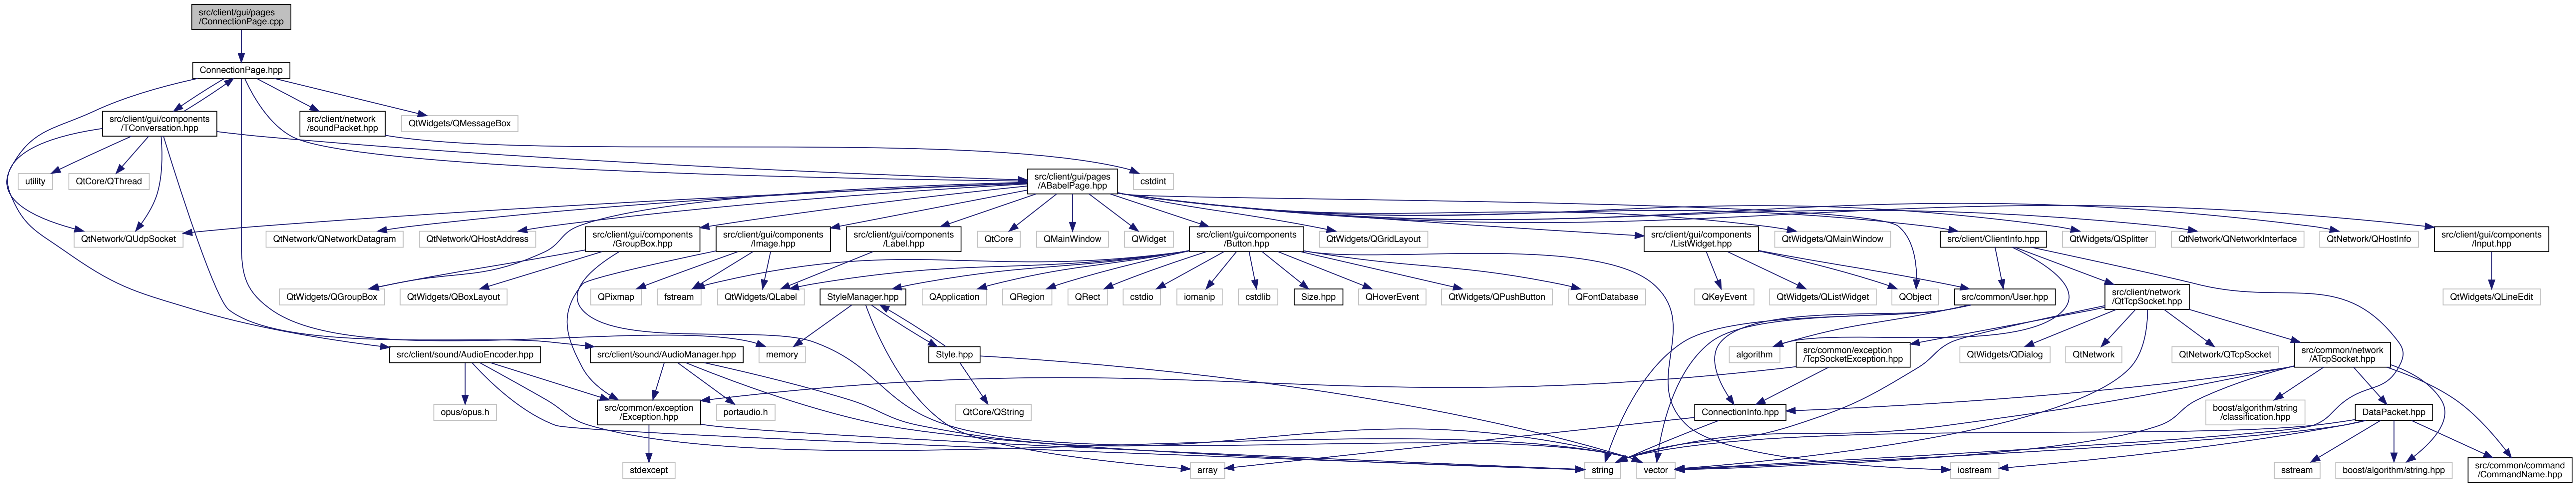 src/client/gui/pages
/ConnectionPage.cpp
ConnectionPage.hpp
src/client/gui/components
/TConversation.hpp
src/client/network
/soundPacket.hpp
QtWidgets/QMessageBox
utility
QtCore/QThread
src/client/gui/pages
/ABabelPage.hpp
cstdint
QtNetwork/QUdpSocket
QtNetwork/QNetworkDatagram
QtNetwork/QHostAddress
src/client/gui/components
/GroupBox.hpp
src/client/gui/components
/Image.hpp
src/client/gui/components
/Label.hpp
QtCore
QMainWindow
QWidget
src/client/gui/components
/Button.hpp
QtWidgets/QGridLayout
src/client/gui/components
/ListWidget.hpp
QtWidgets/QMainWindow
src/client/ClientInfo.hpp
QtWidgets/QSplitter
QtNetwork/QNetworkInterface
QtNetwork/QHostInfo
src/client/gui/components
/Input.hpp
QtWidgets/QGroupBox
QtWidgets/QBoxLayout
QPixmap
fstream
QtWidgets/QLabel
StyleManager.hpp
QApplication
QRegion
QRect
cstdio
iomanip
cstdlib
Size.hpp
QHoverEvent
QtWidgets/QPushButton
QFontDatabase
QKeyEvent
QtWidgets/QListWidget
QObject
src/common/User.hpp
src/client/network
/QtTcpSocket.hpp
QtWidgets/QLineEdit
src/client/sound/AudioEncoder.hpp
src/client/sound/AudioManager.hpp
memory
Style.hpp
algorithm
src/common/exception
/TcpSocketException.hpp
QtWidgets/QDialog
QtNetwork
QtNetwork/QTcpSocket
src/common/network
/ATcpSocket.hpp
opus/opus.h
src/common/exception
/Exception.hpp
portaudio.h
QtCore/QString
ConnectionInfo.hpp
boost/algorithm/string
/classification.hpp
DataPacket.hpp
stdexcept
array
string
vector
iostream
sstream
boost/algorithm/string.hpp
src/common/command
/CommandName.hpp